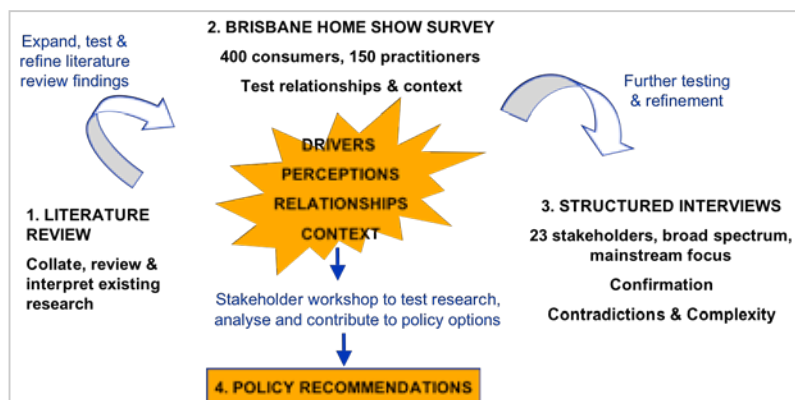 Expand, test &
refine literature
review findings
2. BRISBANE HOME SHOW SURVEY
400 consumers, 150 practitioners
Test relationships & context
Further testing
& refinement
DRIVERS
PERCEPTIONS
RELATIONSHIPS
CONTEXT
1. LITERATURE
REVIEW
Collate, review &
interpret existing
research
3. STRUCTURED INTERVIEWS
23 stakeholders, broad spectrum,
mainstream focus
Confirmation
Contradictions & Complexity
Stakeholder workshop to test research,
analyse and contribute to policy options
4. POLICY RECOMMENDATIONS